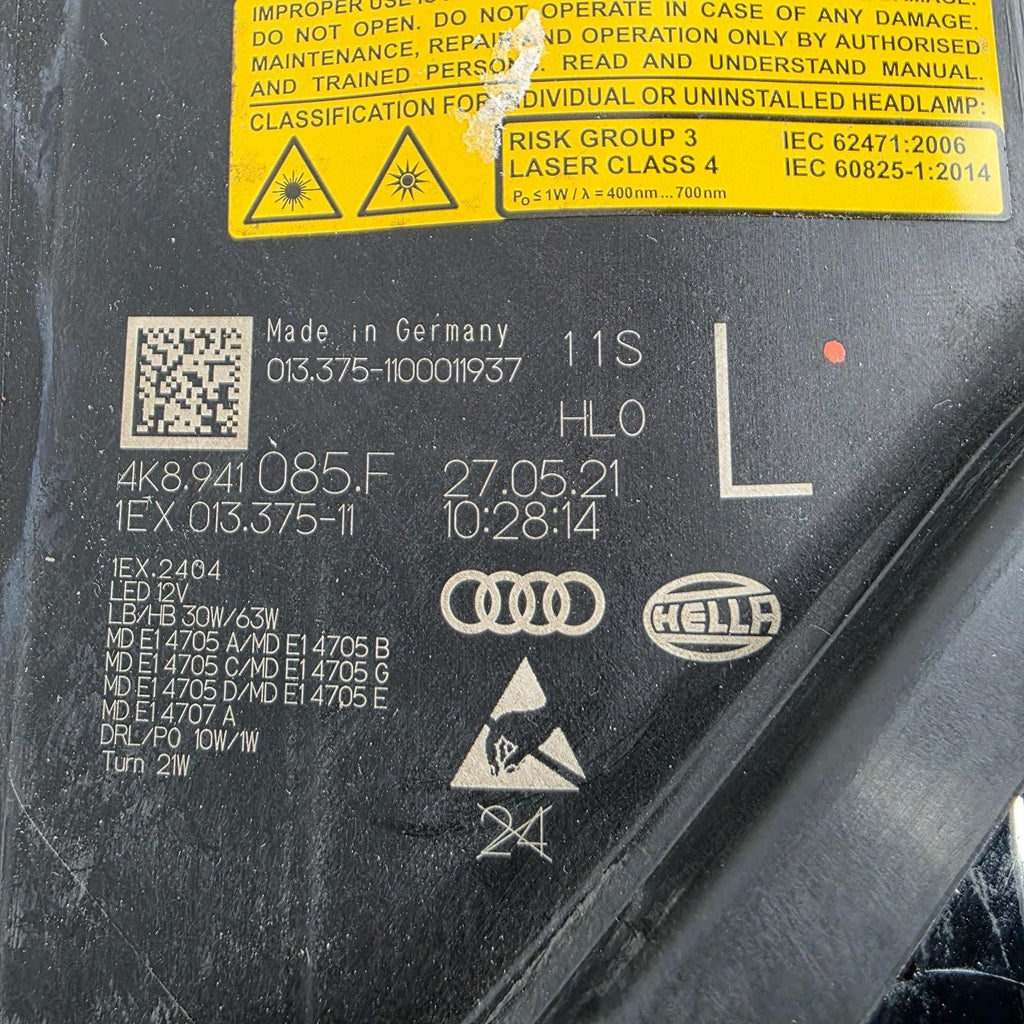 IMPROPER USE IS
DAMAGE.
DO NOT OPEN. DO NOT OPERATE IN CASE OF ANY DAMAGE.
MAINTENANCE, REPAIR AND OPERATION ONLY BY AUTHORISED
AND TRAINED READ AND UNDERSTAND MANUAL.
CLASSIFICATION FOR INDIVIDUAL OR UNINSTALLED HEADLAMP:
RISK GROUP 3 IEC 62471:2006
LASER CLASS 4 IEC 60825-1:2014
Po ≤ 1W / λ = 400nm...700nm
Made in Germany
013.375-1100011937
11S
HL0
L
4K8.941 085.F
27.05.21
1EX 013.375-11
10:28:14
1EX.2404
LED 12V
LB/HB 30W/63W
MD E1 4705 A/MD E1 4705 B
MD E1 4705 C/MD E1 4705 G
MD E1 4705 D/MD E1 4705 E
MD E1 4707 A
DRL/PO 10W/1W
Turn 21W
HELLA
24